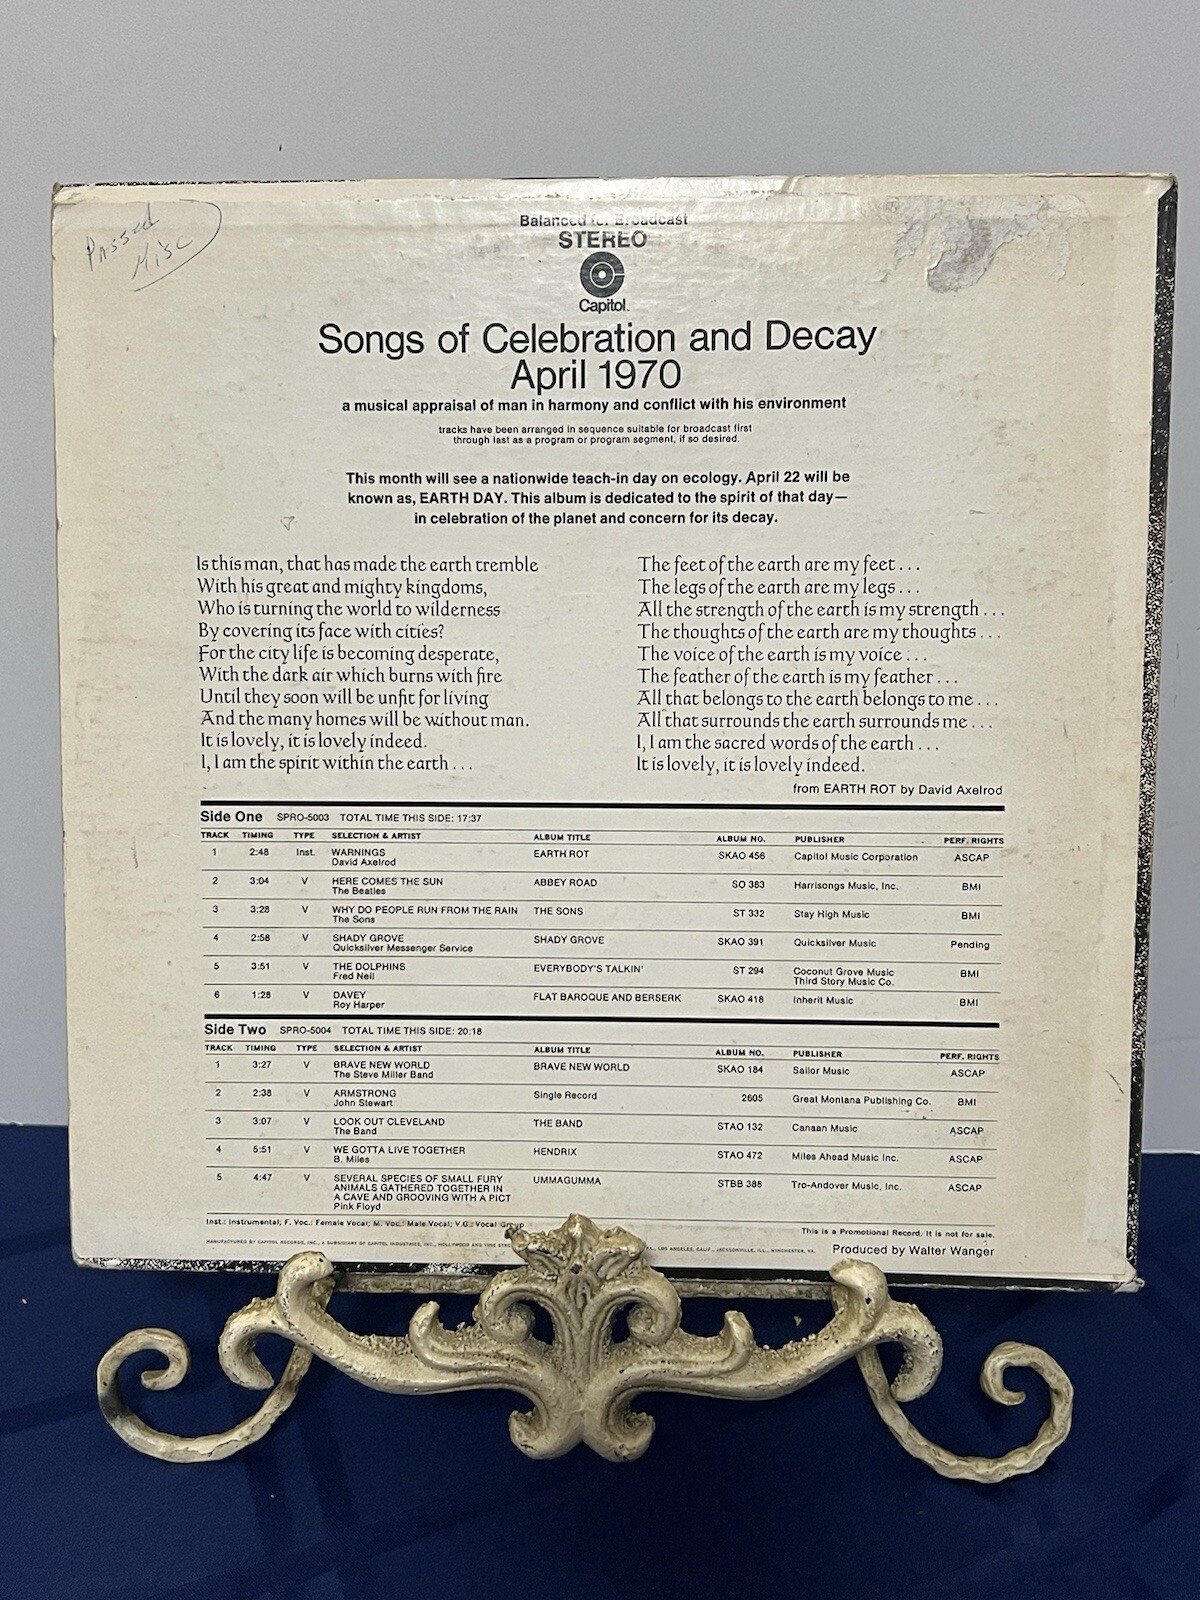 Passed
Misc
Balanced for Broadcast
STEREO
Capitol.
Songs of Celebration and Decay
April 1970
a musical appraisal of man in harmony and conflict with his environment
tracks have been arranged in sequence suitable for broadcast first
through last as a program or program segment, if so desired.
This month will see a nationwide teach-in day on ecology. April 22 will be
known as, EARTH DAY. This album is dedicated to the spirit of that day—
in celebration of the planet and concern for its decay.
Is this man, that has made the earth tremble
With his great and mighty kingdoms,
Who is turning the world to wilderness
By covering its face with cities?
For the city life is becoming desperate,
With the dark air which burns with fire
Until they soon will be unfit for living
And the many homes will be without man.
It is lovely, it is lovely indeed.
I, I am the spirit within the earth . . .
The feet of the earth are my feet . . .
The legs of the earth are my legs . . .
All the strength of the earth is my strength . . .
The thoughts of the earth are my thoughts . . .
The voice of the earth is my voice . . .
The feather of the earth is my feather . . .
All that belongs to the earth belongs to me . . .
All that surrounds the earth surrounds me . . .
I, I am the sacred words of the earth . . .
It is lovely, it is lovely indeed.
from EARTH ROT by David Axelrod
Side One SPRO-5003 TOTAL TIME THIS SIDE: 17:37
TRACK TIMING TYPE SELECTION & ARTIST ALBUM TITLE ALBUM NO. PUBLISHER PERF. RIGHTS
1 2:48 Inst. WARNINGS EARTH ROT SKAO 456 Capitol Music Corporation ASCAP
David Axelrod
2 3:04 V HERE COMES THE SUN ABBEY ROAD SO 383 Harrisongs Music, Inc. BMI
The Beatles
3 3:28 V WHY DO PEOPLE RUN FROM THE RAIN THE SONS ST 332 Stay High Music BMI
The Sons
4 2:58 V SHADY GROVE SHADY GROVE SKAO 391 Quicksilver Music Pending
Quicksilver Messenger Service
5 3:51 V THE DOLPHINS EVERYBODY'S TALKIN' ST 294 Coconut Grove Music BMI
Fred Neil Third Story Music Co.
6 1:28 V DAVEY FLAT BAROQUE AND BERSERK SKAO 418 Inherit Music BMI
Roy Harper
Side Two SPRO-5004 TOTAL TIME THIS SIDE: 20:18
TRACK TIMING TYPE SELECTION & ARTIST ALBUM TITLE ALBUM NO. PUBLISHER PERF. RIGHTS
1 3:27 V BRAVE NEW WORLD BRAVE NEW WORLD SKAO 184 Sailor Music ASCAP
The Steve Miller Band
2 2:38 V ARMSTRONG Single Record 2605 Great Montana Publishing Co. BMI
John Stewart
3 3:07 V LOOK OUT CLEVELAND THE BAND STAO 132 Canaan Music ASCAP
The Band
4 5:51 V WE GOTTA LIVE TOGETHER HENDRIX STAO 472 Miles Ahead Music Inc. ASCAP
B. Miles
5 4:47 V SEVERAL SPECIES OF SMALL FURY UMMAGUMMA STBB 388 Tro-Andover Music, Inc. ASCAP
ANIMALS GATHERED TOGETHER IN
A CAVE AND GROOVING WITH A PICT
Pink Floyd
Inst.: Instrumental; F. Voc.: Female Vocal; M. Voc.: Male Vocal; V.G.: Vocal Group
This is a Promotional Record. It is not for sale.
MANUFACTURED BY CAPITOL RECORDS, INC., A SUBSIDIARY OF CAPITOL INDUSTRIES, INC., HOLLYWOOD AND VINE LOS ANGELES, CALIF., JACKSONVILLE, ILL., WINCHESTER, VA.
Produced by Walter Wanger